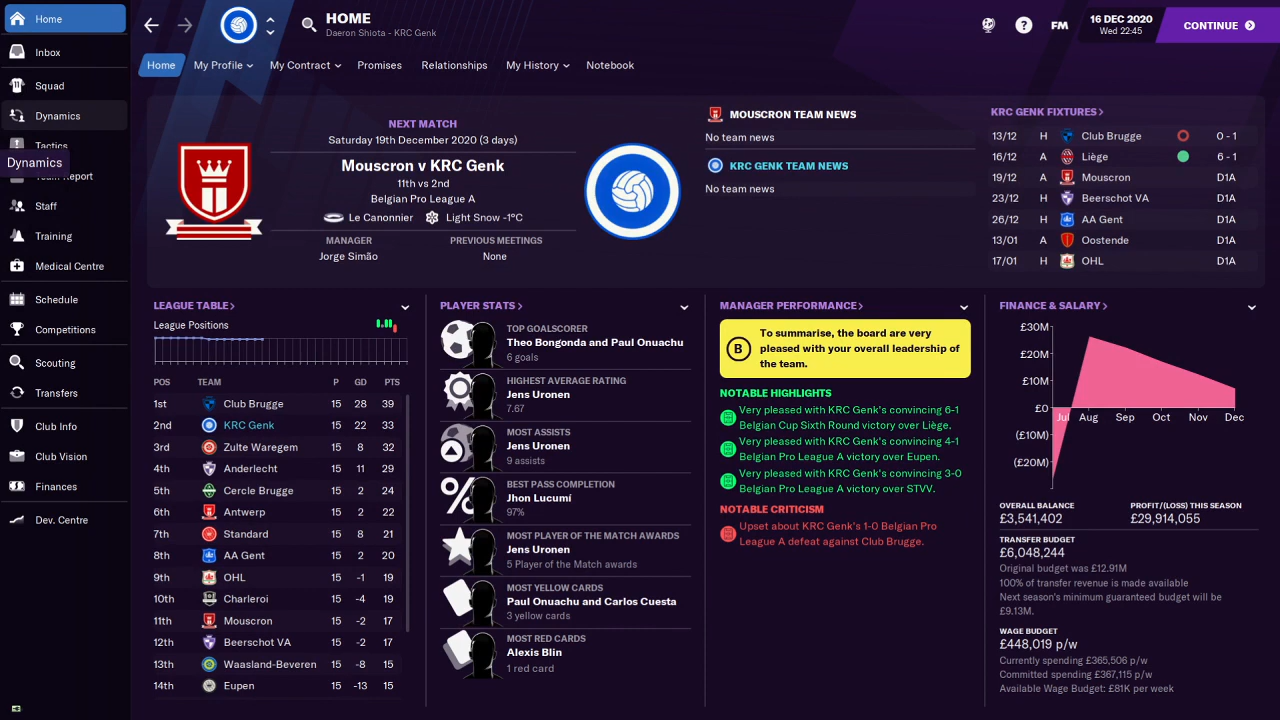 Home
Inbox
Squad
Dynamics
Tactics
Dynamics
Team Report
Staff
Training
Medical Centre
Schedule
Competitions
Scouting
Transfers
Club Info
Club Vision
Finances
Dev. Centre
HOME
Daeron Shiota - KRC Genk
FM
16 DEC 2020
Wed 22:45
CONTINUE
Home
My Profile
My Contract
Promises
Relationships
My History
Notebook
NEXT MATCH
Saturday 19th December 2020 (3 days)
Mouscron v KRC Genk
11th vs 2nd
Belgian Pro League A
Le Canonnier Light Snow -1°C
MANAGER
Jorge Simão
PREVIOUS MEETINGS
None
MOUSCRON TEAM NEWS
No team news
KRC GENK TEAM NEWS
No team news
KRC GENK FIXTURES>
13/12 H Club Brugge 0 - 1
16/12 A Liège 6 - 1
19/12 A Mouscron D1A
23/12 H Beerschot VA D1A
26/12 H AA Gent D1A
13/01 A Oostende D1A
17/01 H OHL D1A
LEAGUE TABLE>
League Positions
POS TEAM P GD PTS
1st Club Brugge 15 28 39
2nd KRC Genk 15 22 33
3rd Zulte Waregem 15 8 32
4th Anderlecht 15 11 29
5th Cercle Brugge 15 2 24
6th Antwerp 15 2 22
7th Standard 15 8 21
8th AA Gent 15 2 20
9th OHL 15 -1 19
10th Charleroi 15 -4 19
11th Mouscron 15 -2 17
12th Beerschot VA 15 -2 17
13th Waasland-Beveren 15 -8 15
14th Eupen 15 -13 15
PLAYER STATS>
TOP GOALSCORER
Theo Bongonda and Paul Onuachu
6 goals
HIGHEST AVERAGE RATING
Jens Uronen
7.67
MOST ASSISTS
Jens Uronen
9 assists
BEST PASS COMPLETION
Jhon Lucumí
97%
MOST PLAYER OF THE MATCH AWARDS
Jens Uronen
5 Player of the Match awards
MOST YELLOW CARDS
Paul Onuachu and Carlos Cuesta
3 yellow cards
MOST RED CARDS
Alexis Blin
1 red card
MANAGER PERFORMANCE>
B
To summarise, the board are very
pleased with your overall leadership of
the team.
NOTABLE HIGHLIGHTS
Very pleased with KRC Genk's convincing 6-1
Belgian Cup Sixth Round victory over Liège.
Very pleased with KRC Genk's convincing 4-1
Belgian Pro League A victory over Eupen.
Very pleased with KRC Genk's convincing 3-0
Belgian Pro League A victory over STVV.
NOTABLE CRITICISM
Upset about KRC Genk's 1-0 Belgian Pro
League A defeat against Club Brugge.
FINANCE & SALARY>
£30M
£20M
£10M
£0
(£10M)
(£20M)
Jul Aug Sep Oct Nov Dec
OVERALL BALANCE
£3,541,402
PROFIT/(LOSS) THIS SEASON
£29,914,055
TRANSFER BUDGET
£6,048,244
Original budget was £12.91M
100% of transfer revenue is made available
Next season's minimum guaranteed budget will be
£9.13M.
WAGE BUDGET
£448,019 p/w
Currently spending £365,506 p/w
Committed spending £367,115 p/w
Available Wage Budget: £81K per week